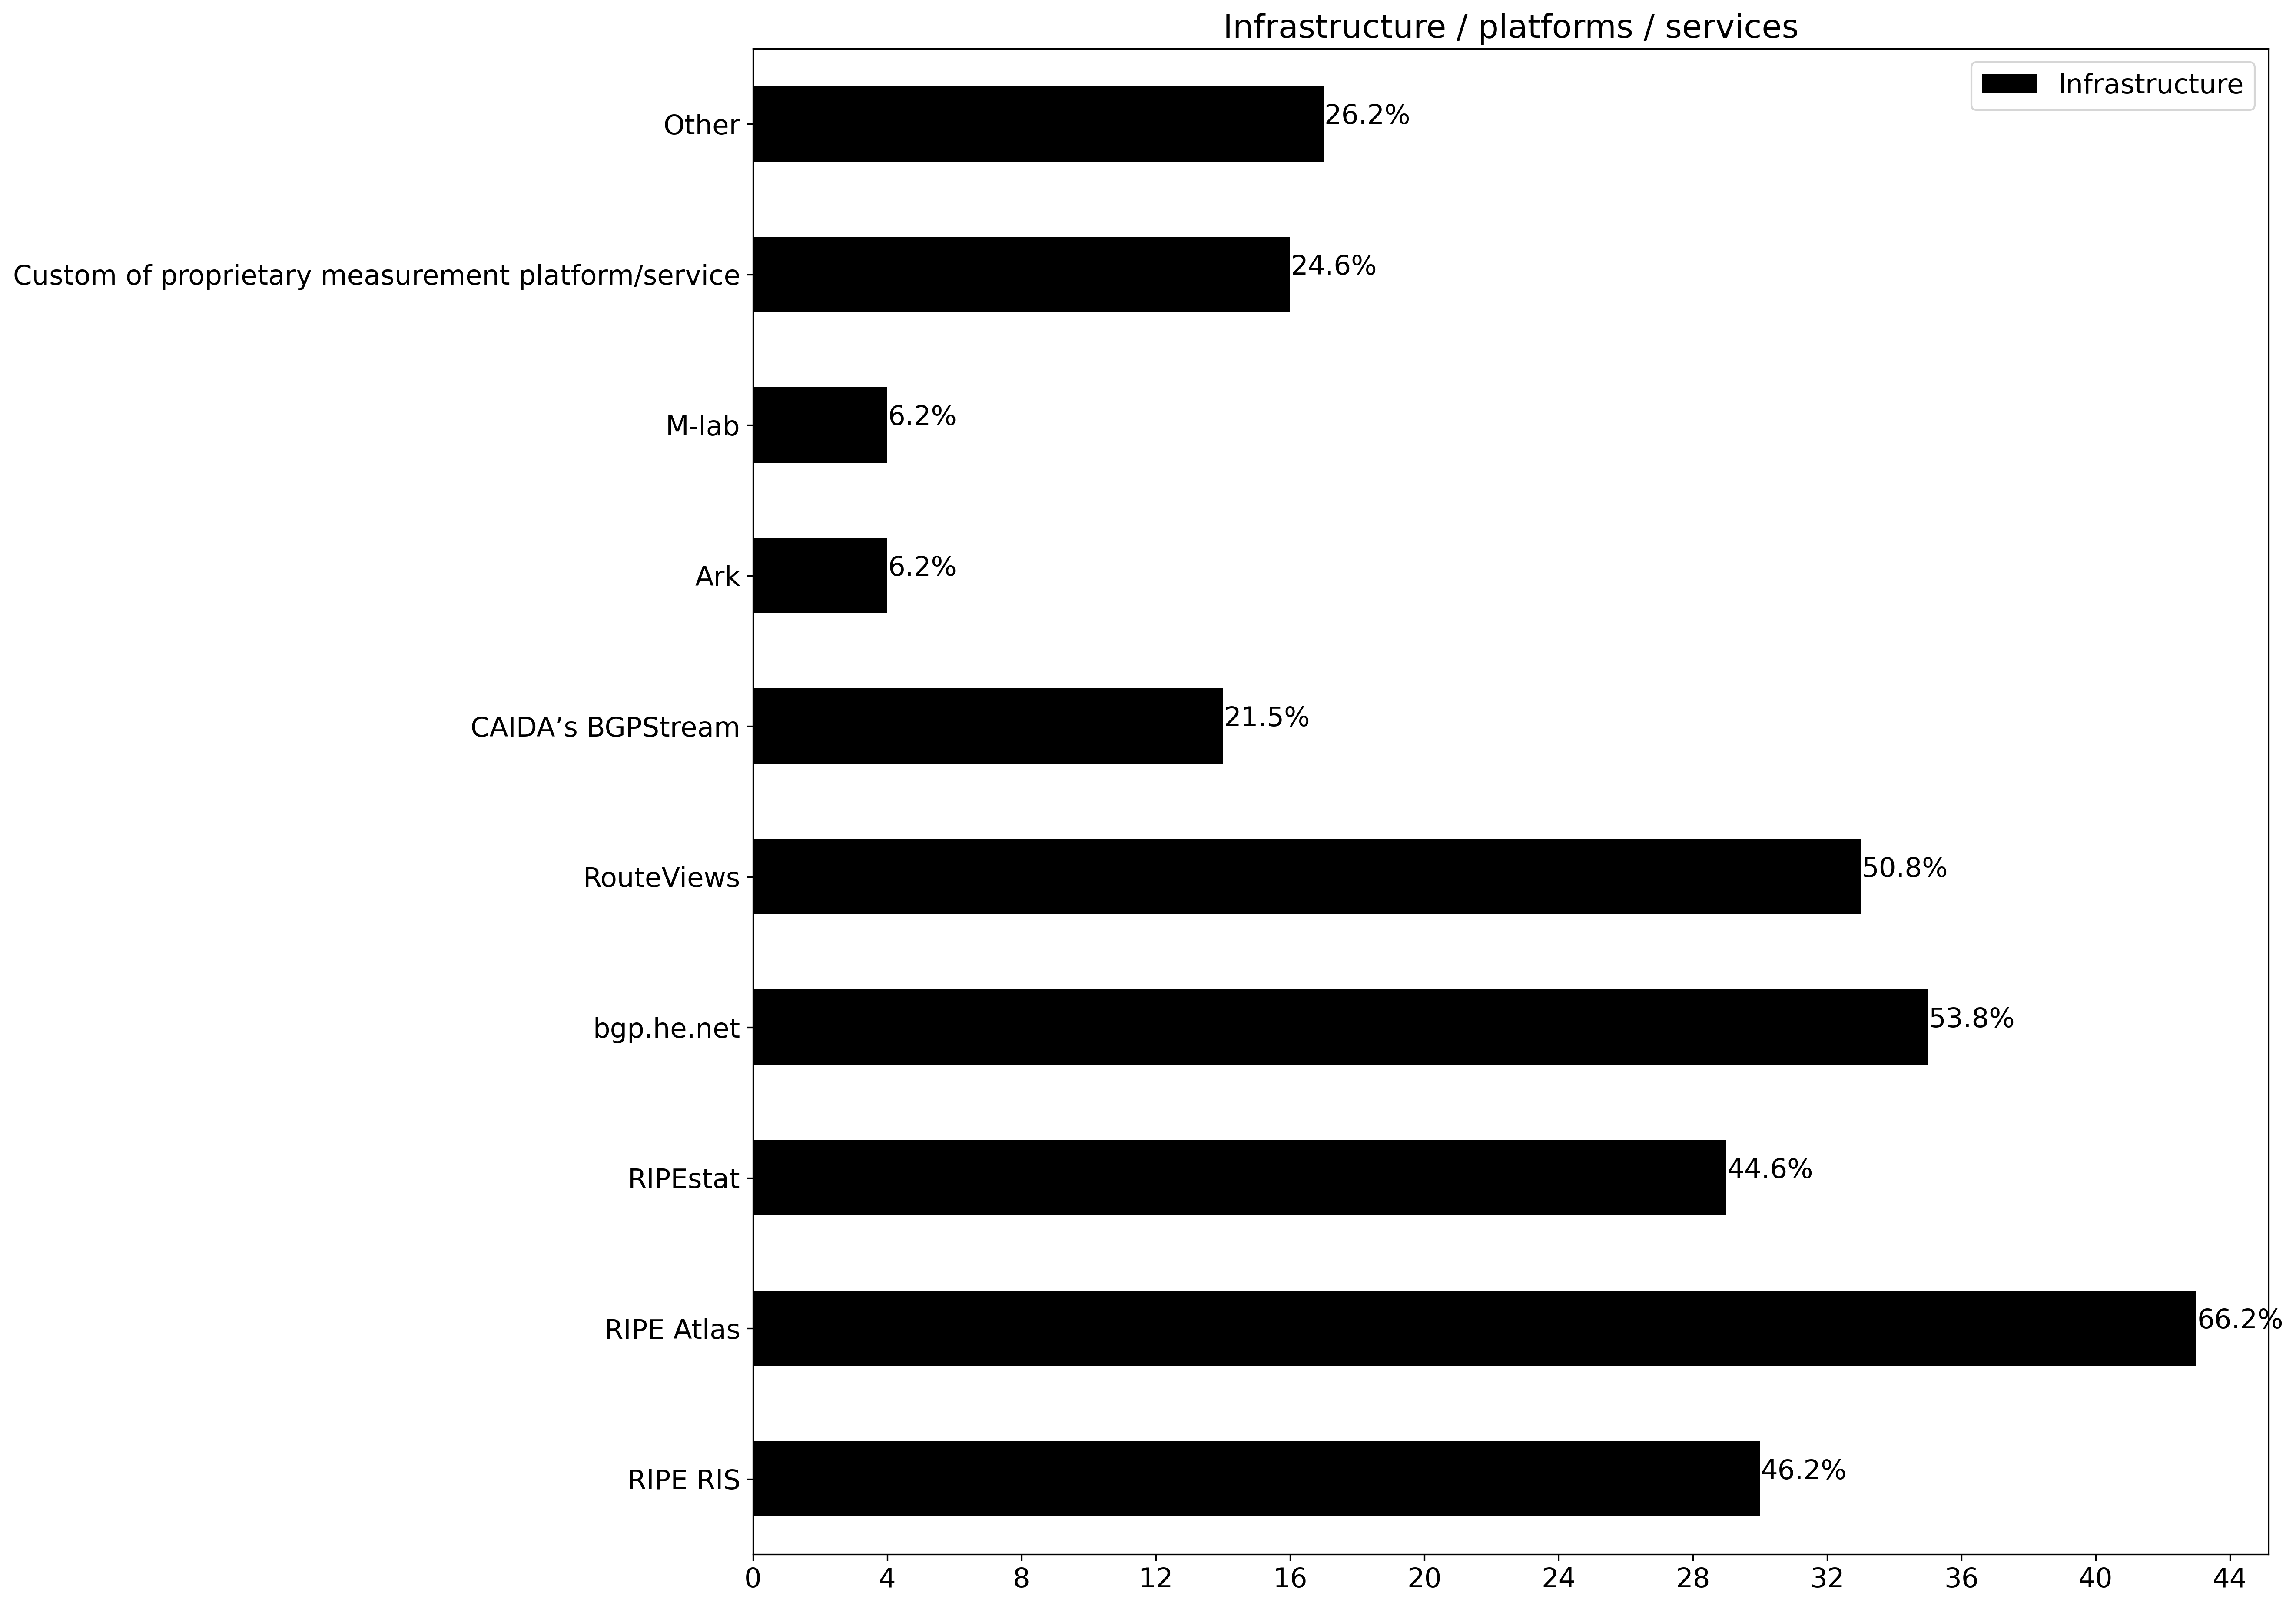 Infrastructure / platforms / services
Infrastructure
Other 26.2%
Custom of proprietary measurement platform/service 24.6%
M-lab 6.2%
Ark 6.2%
CAIDA’s BGPStream 21.5%
RouteViews 50.8%
bgp.he.net 53.8%
RIPEstat 44.6%
RIPE Atlas 66.2%
RIPE RIS 46.2%
0 4 8 12 16 20 24 28 32 36 40 44